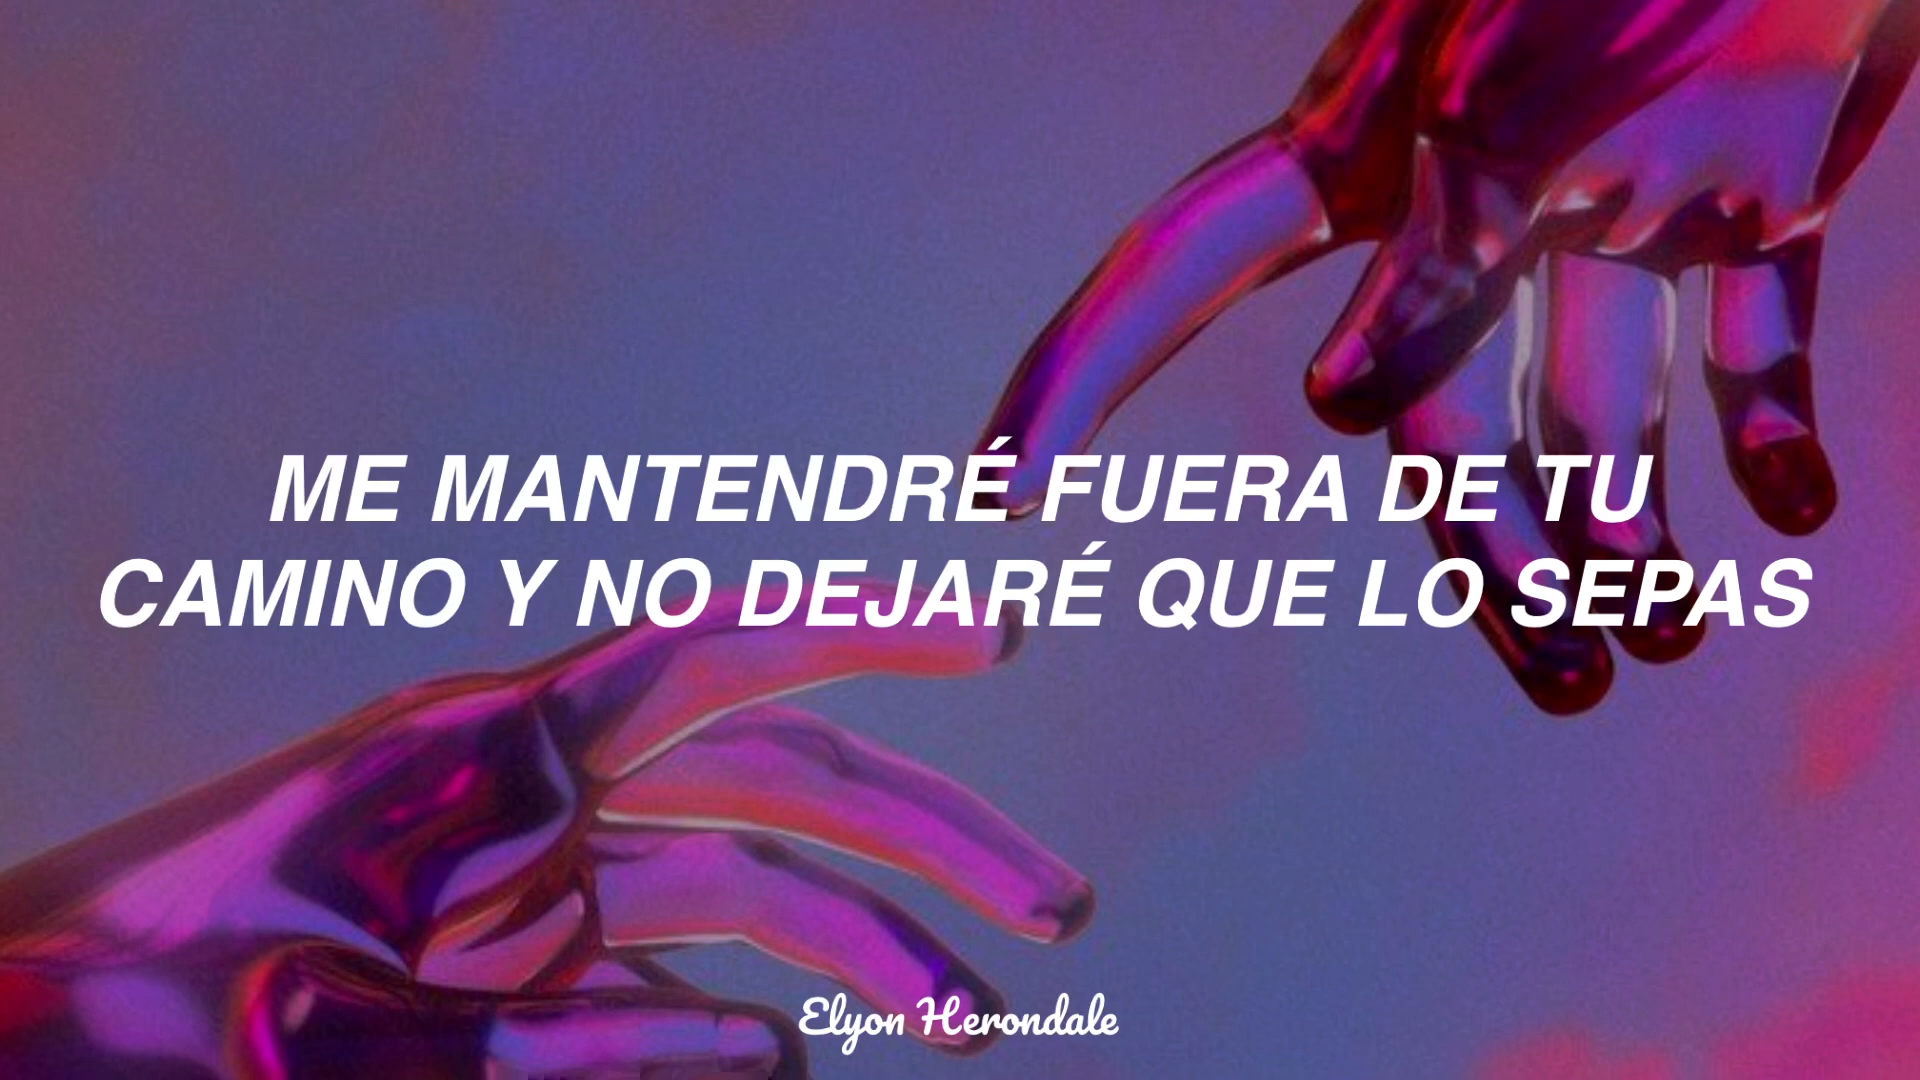 ME MANTENDRÉ FUERA DE TU
CAMINO Y NO DEJARÉ QUE LO SEPAS
Elyon Herondale